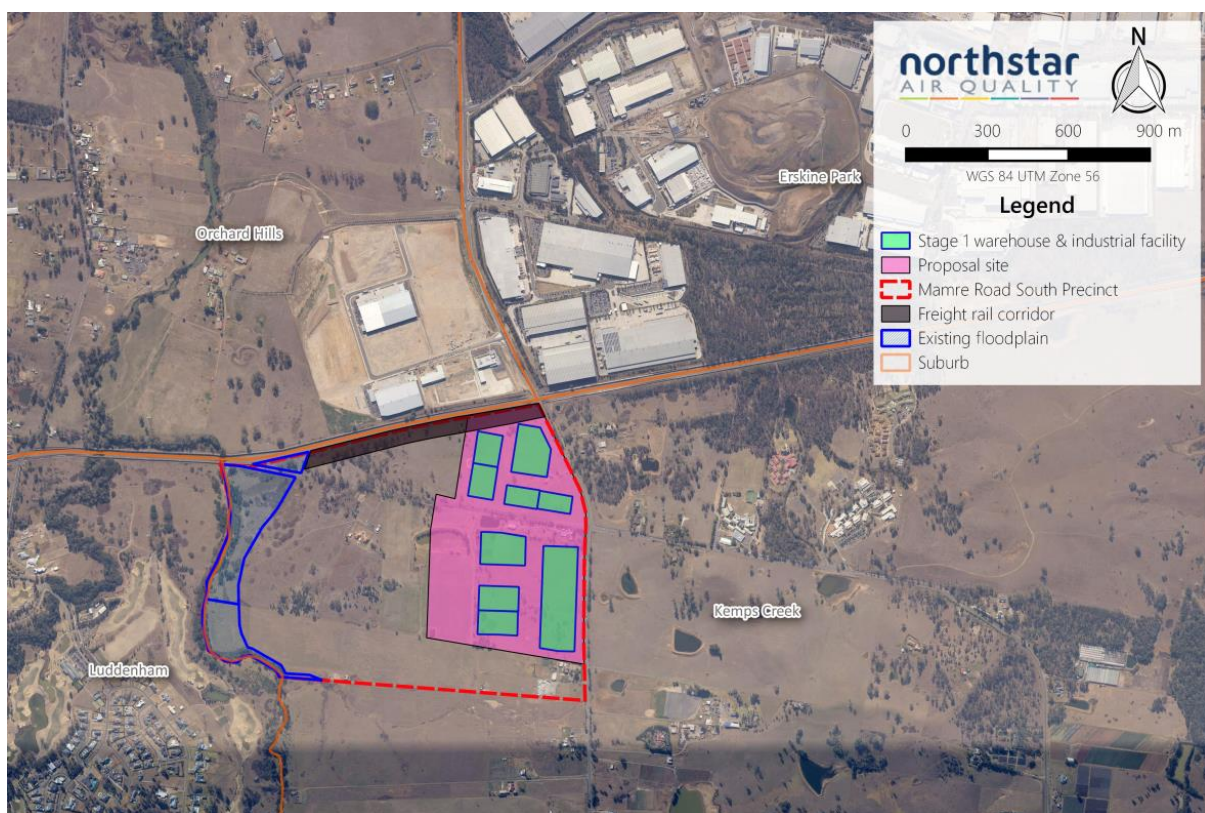 northstar
AIR QUALITY
N
0 300 600 900 m
WGS 84 UTM Zone 56
Legend
Stage 1 warehouse & industrial facility
Proposal site
Mamre Road South Precinct
Freight rail corridor
Existing floodplain
Suburb
Erskine Park
Orchard Hills
Kemps Creek
Luddenham